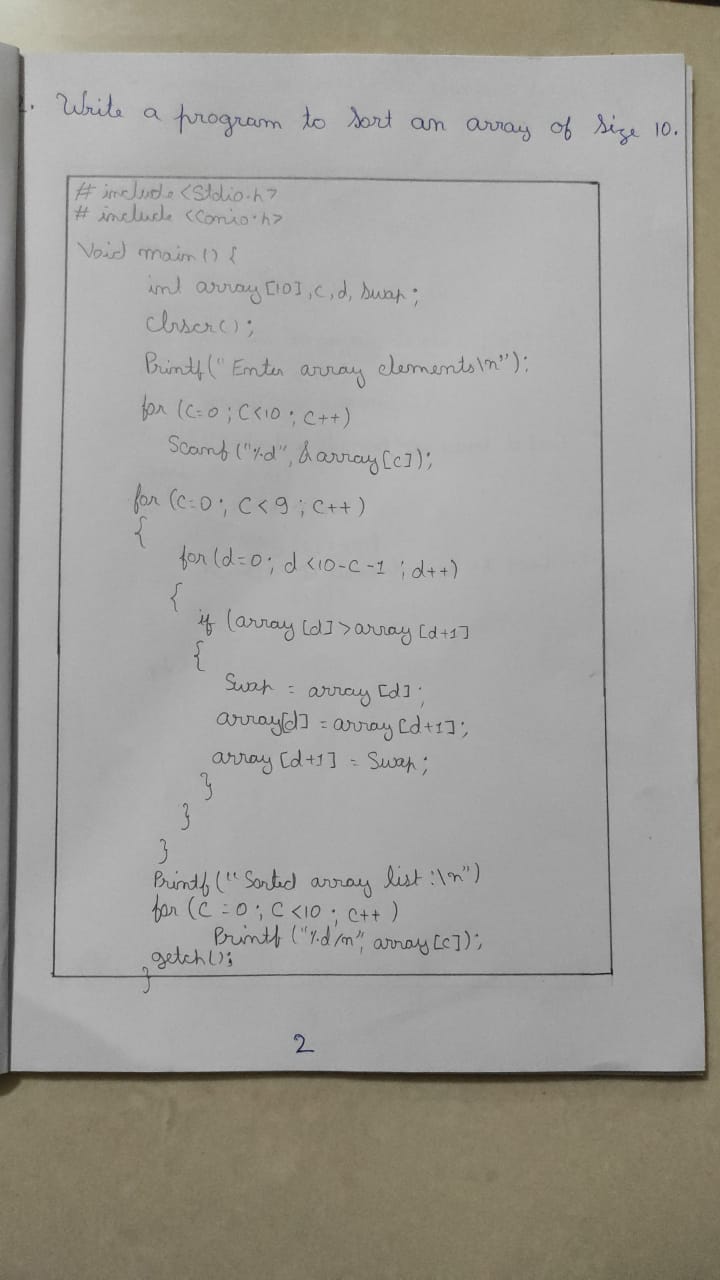 2. Write a program to Sort an array of Size 10.
# include <Stdio.h>
# include <Conio.h>
Void main () {
int array [10], c, d, Swap;
clrscr();
Printf(" Enter array elements\n");
for (C=0 ; C<10 ; C++)
Scanf ("%d", & array [c]);
for (C=0 ; C<9 ; C++)
{
for (d=0; d<10-C-1 ; d++)
{
if (array [d] > array [d+1]
{
Swap = array [d];
array[d] = array [d+1];
array [d+1] = Swap;
}
}
}
Printf (" Sorted array list :\n")
for (C = 0 ; C <10 ; C++ )
Printf ("%d/n", array [c]);
getch();
}
2